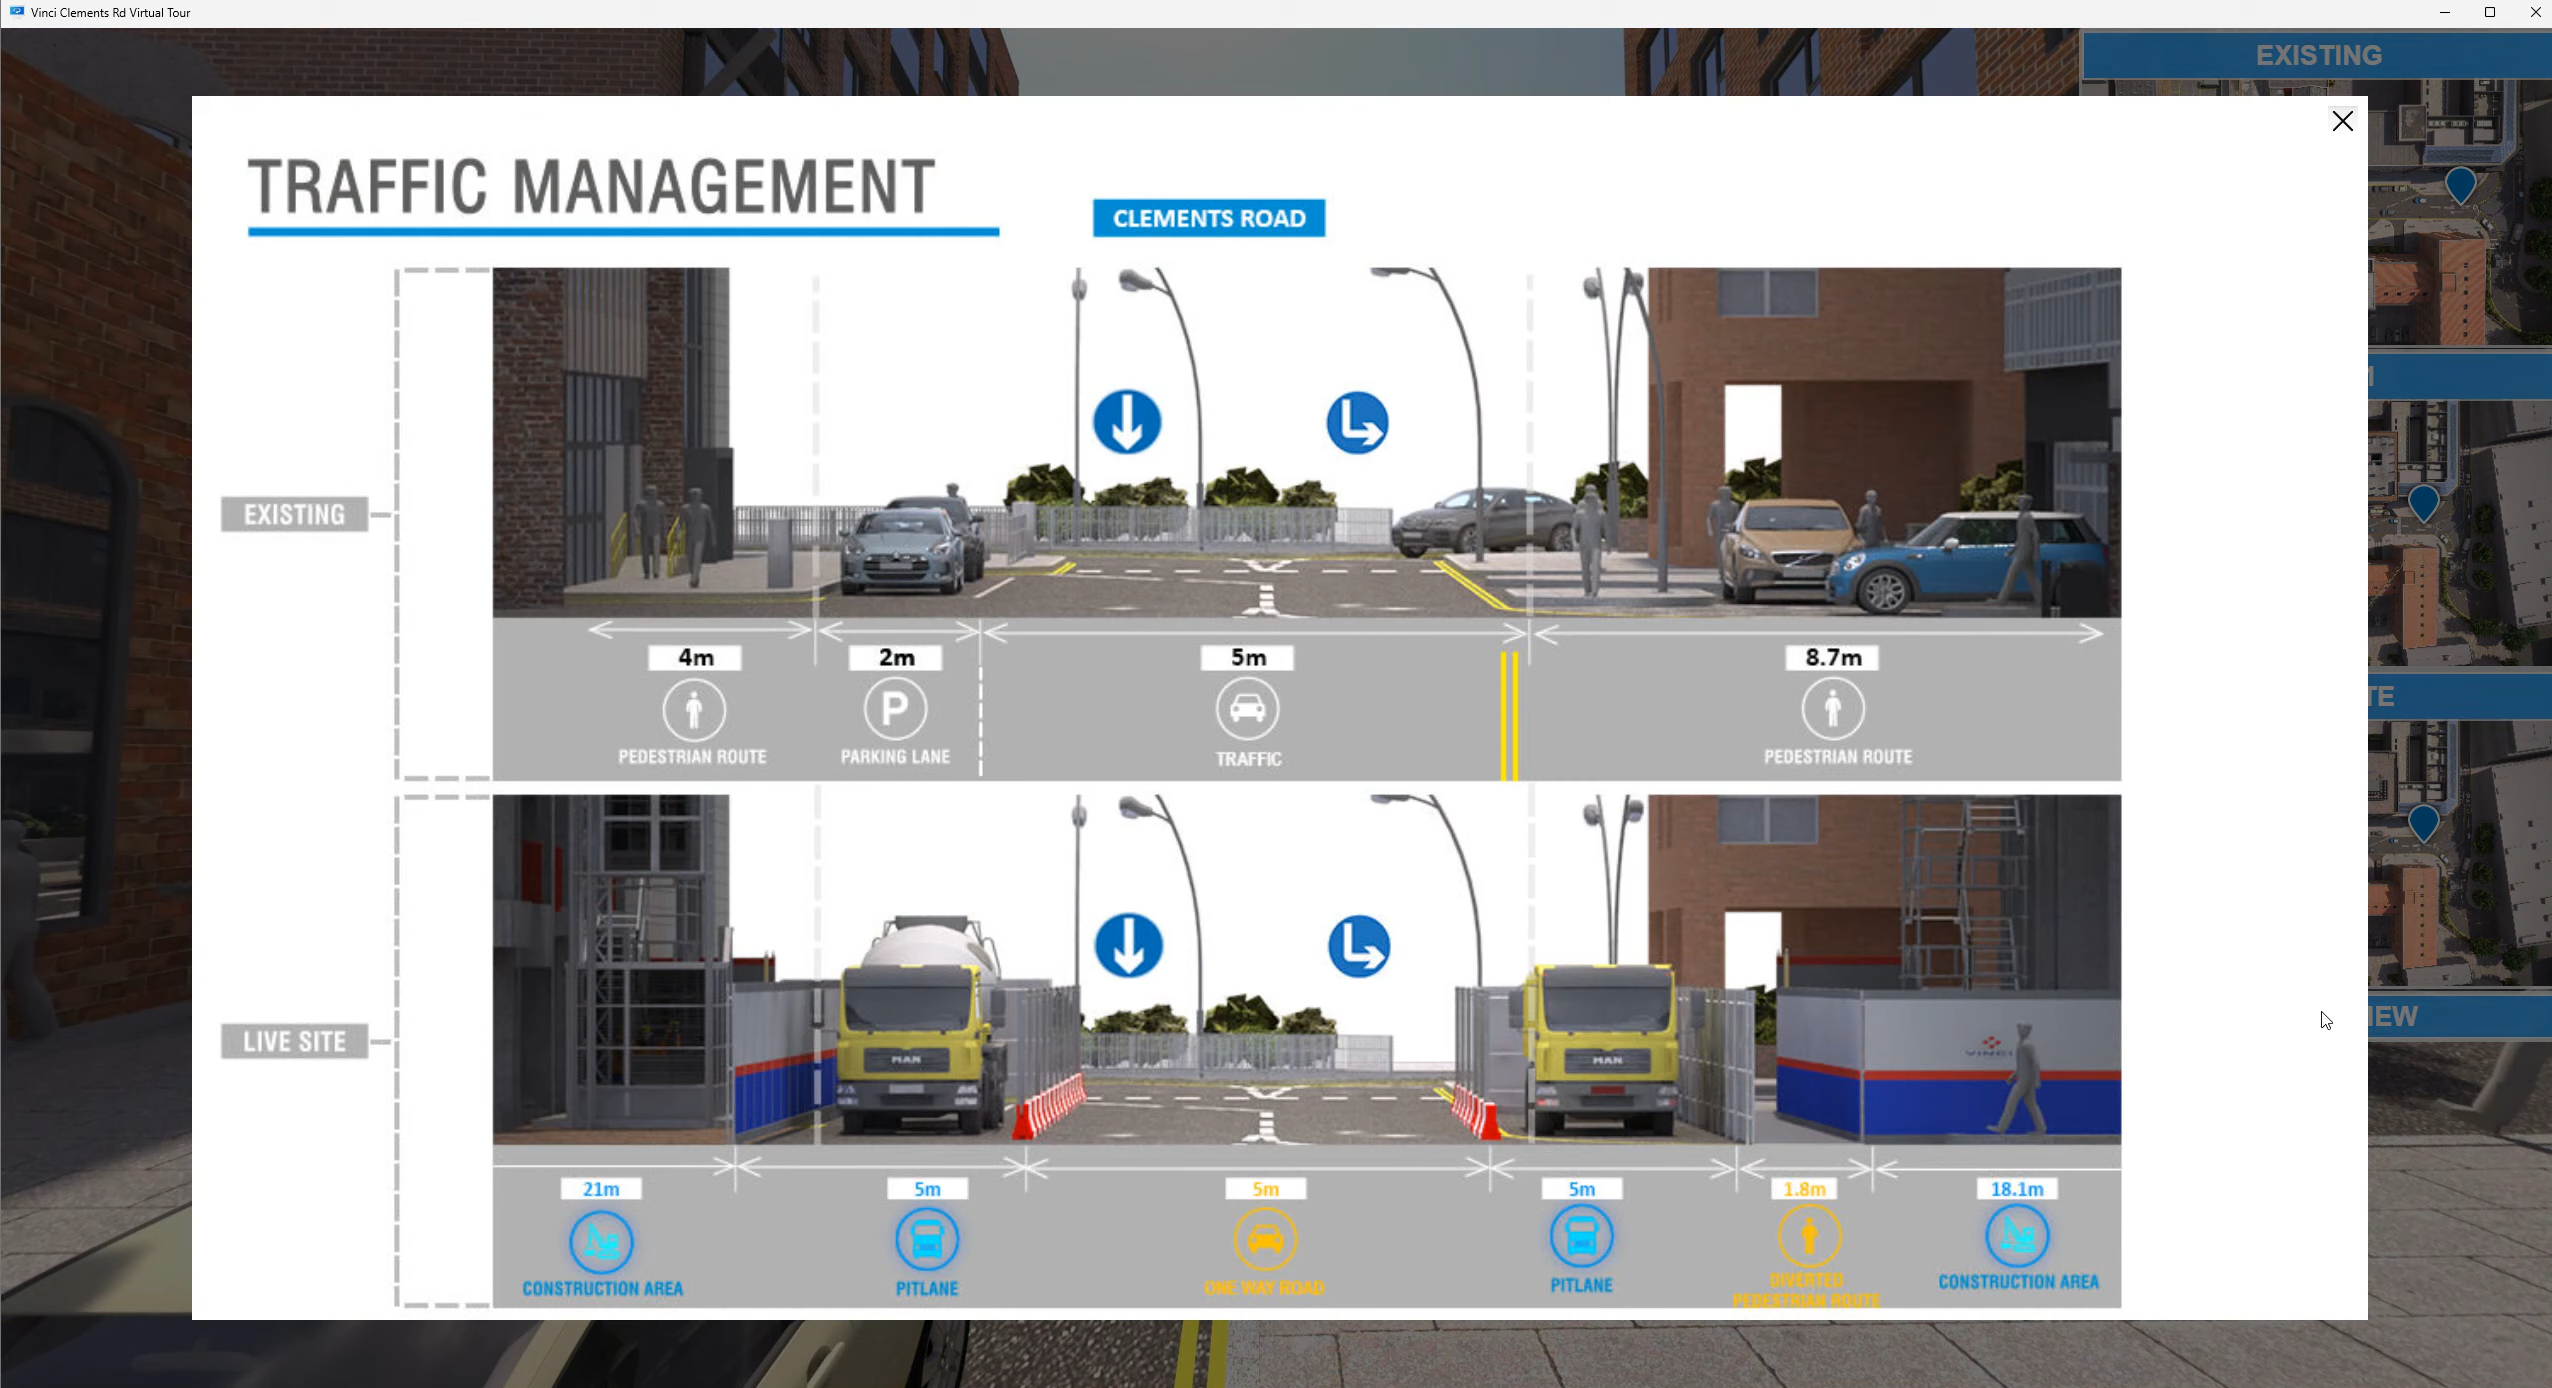 Vinci Clements Rd Virtual Tour
EXISTING
TRAFFIC MANAGEMENT
CLEMENTS ROAD
EXISTING
4m
2m
5m
8.7m
P
PEDESTRIAN ROUTE
PARKING LANE
TRAFFIC
PEDESTRIAN ROUTE
LIVE SITE
MAN
MAN
VINCI
21m
5m
5m
5m
1.8m
18.1m
CONSTRUCTION AREA
PITLANE
ONE WAY ROAD
PITLANE
DIVERTED
PEDESTRIAN ROUTE
CONSTRUCTION AREA